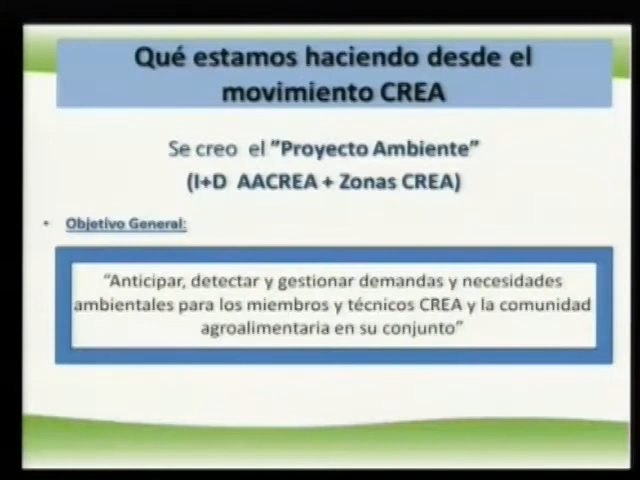 Qué estamos haciendo desde el
movimiento CREA
Se creo el "Proyecto Ambiente"
(I+D AACREA + Zonas CREA)
• Objetivo General:
“Anticipar, detectar y gestionar demandas y necesidades
ambientales para los miembros y técnicos CREA y la comunidad
agroalimentaria en su conjunto”